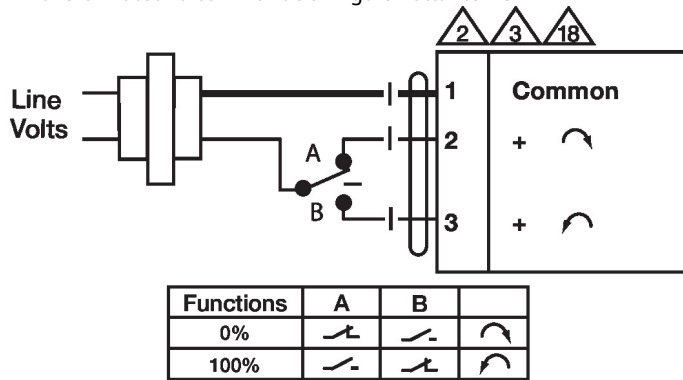 2 3 18
Line
Volts
1 Common
A
2 +
B
3 +
Functions A B
0%
100%